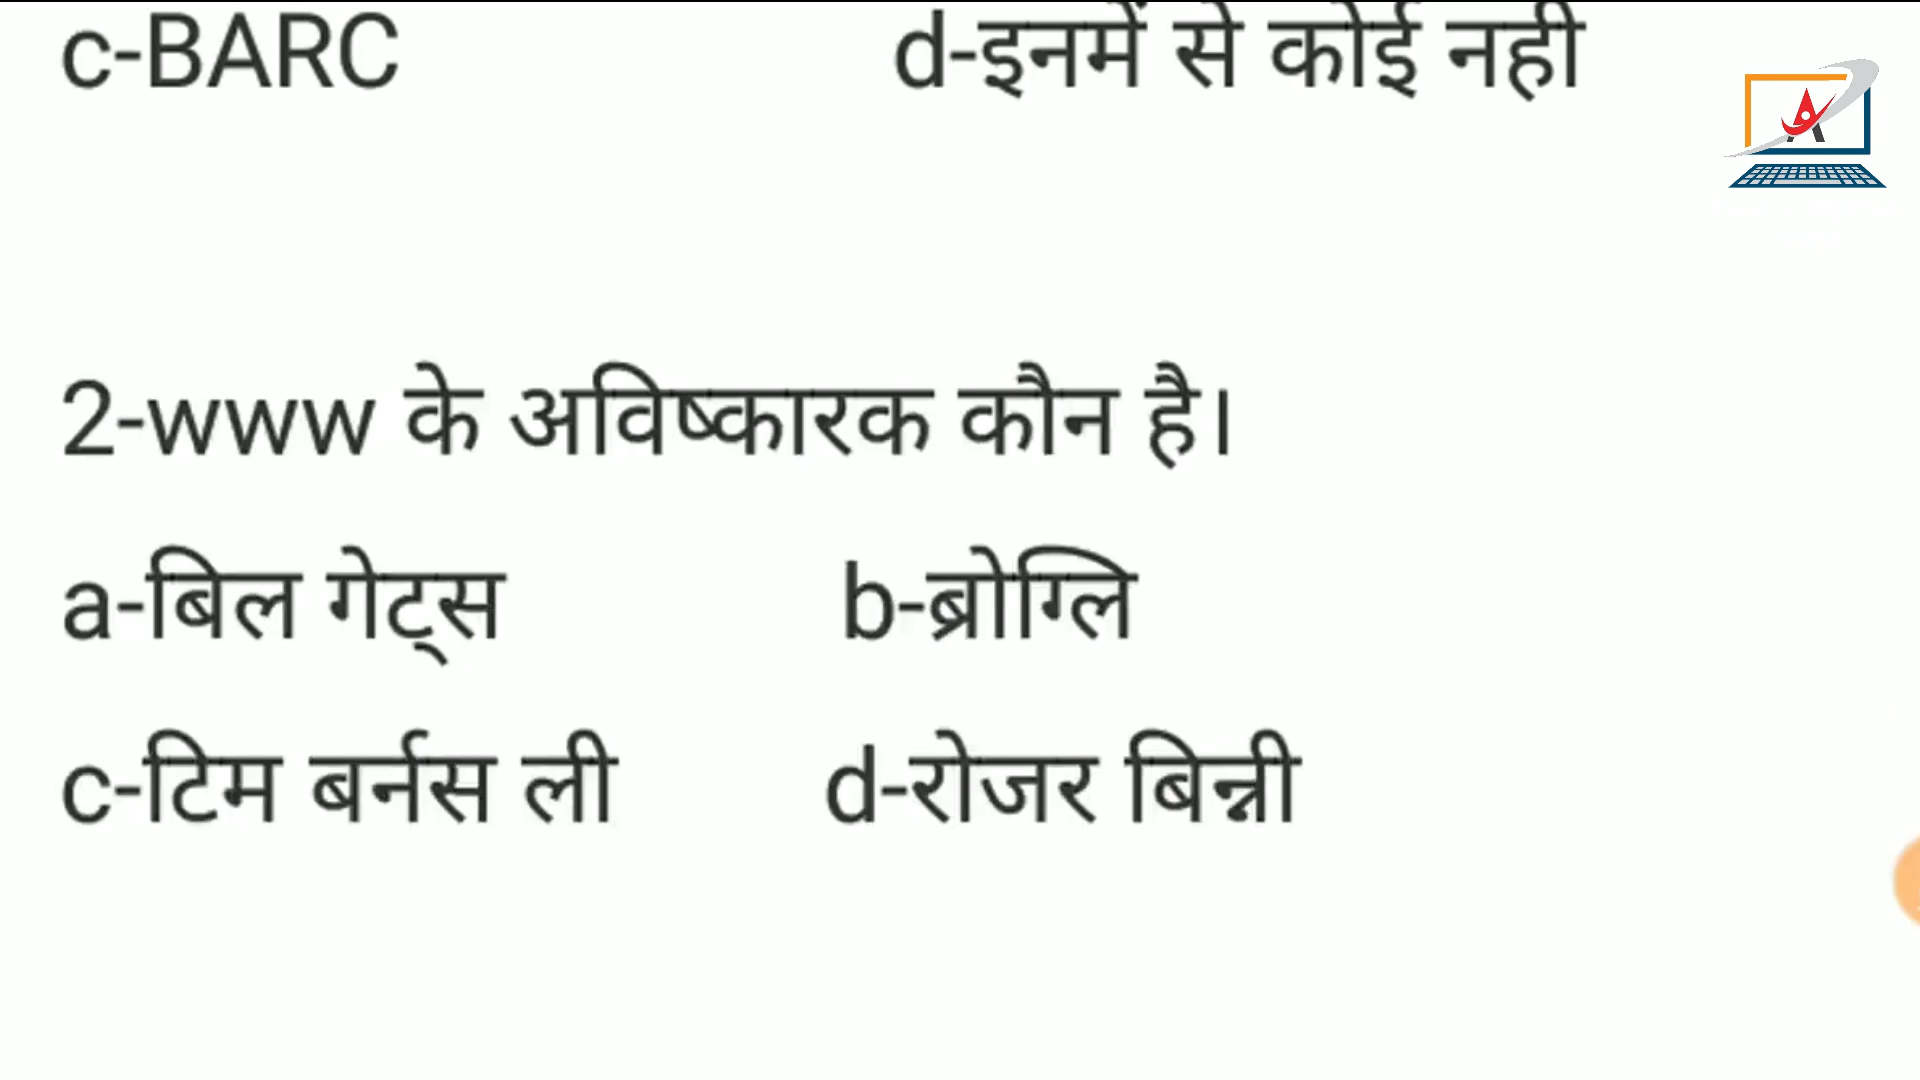 c-BARC d-इनमें से कोई नही
2-www के अविष्कारक कौन है।
a-बिल गेट्स b-ब्रोग्लि
c-टिम बर्नस ली d-रोजर बिन्नी